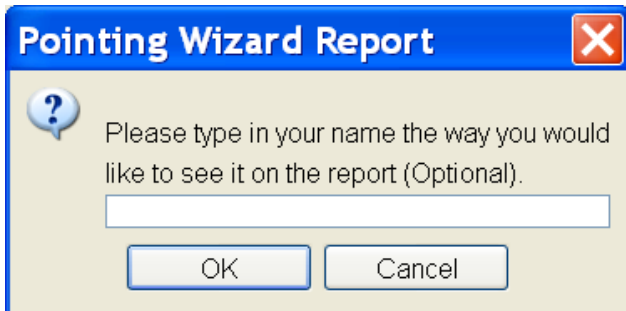 Pointing Wizard Report
Please type in your name the way you would
like to see it on the report (Optional).
OK Cancel